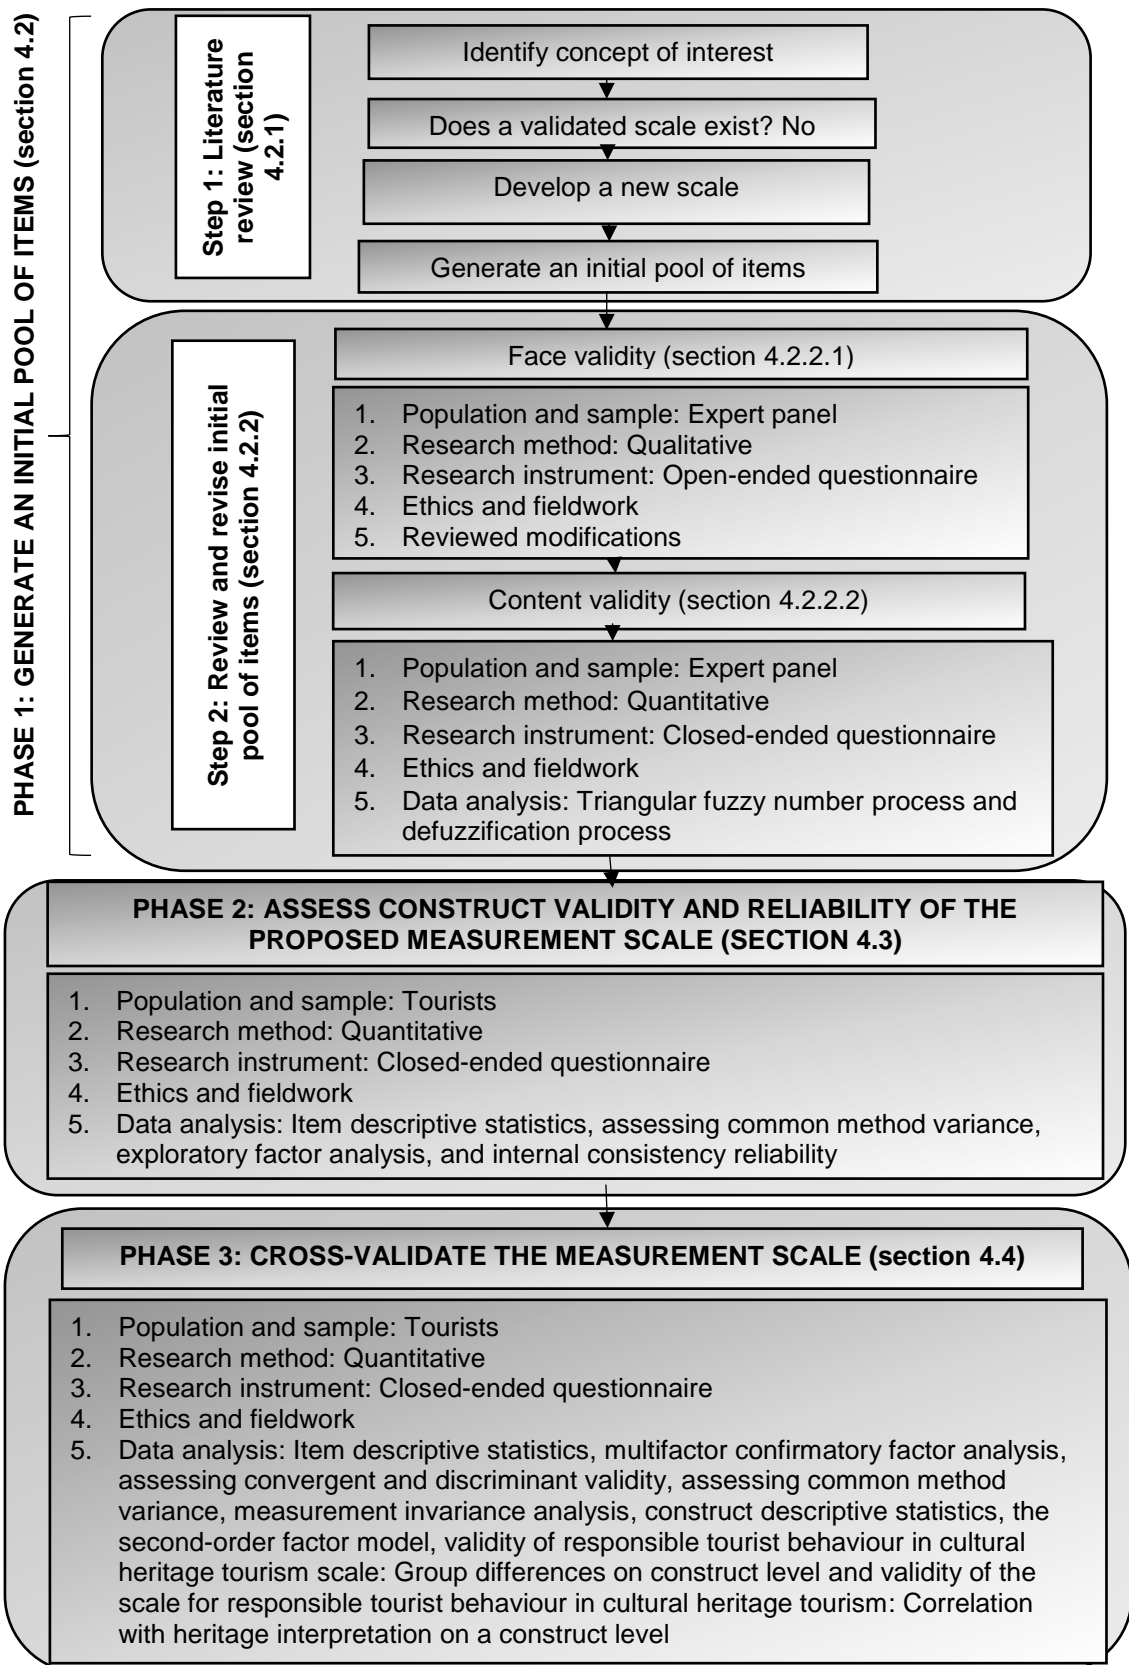 PHASE 1: GENERATE AN INITIAL POOL OF ITEMS (section 4.2)
Step 1: Literature
review (section
4.2.1)
Identify concept of interest
Does a validated scale exist? No
Develop a new scale
Generate an initial pool of items
Step 2: Review and revise initial
pool of items (section 4.2.2)
Face validity (section 4.2.2.1)
1. Population and sample: Expert panel
2. Research method: Qualitative
3. Research instrument: Open-ended questionnaire
4. Ethics and fieldwork
5. Reviewed modifications
Content validity (section 4.2.2.2)
1. Population and sample: Expert panel
2. Research method: Quantitative
3. Research instrument: Closed-ended questionnaire
4. Ethics and fieldwork
5. Data analysis: Triangular fuzzy number process and
defuzzification process
PHASE 2: ASSESS CONSTRUCT VALIDITY AND RELIABILITY OF THE
PROPOSED MEASUREMENT SCALE (SECTION 4.3)
1. Population and sample: Tourists
2. Research method: Quantitative
3. Research instrument: Closed-ended questionnaire
4. Ethics and fieldwork
5. Data analysis: Item descriptive statistics, assessing common method variance,
exploratory factor analysis, and internal consistency reliability
PHASE 3: CROSS-VALIDATE THE MEASUREMENT SCALE (section 4.4)
1. Population and sample: Tourists
2. Research method: Quantitative
3. Research instrument: Closed-ended questionnaire
4. Ethics and fieldwork
5. Data analysis: Item descriptive statistics, multifactor confirmatory factor analysis,
assessing convergent and discriminant validity, assessing common method
variance, measurement invariance analysis, construct descriptive statistics, the
second-order factor model, validity of responsible tourist behaviour in cultural
heritage tourism scale: Group differences on construct level and validity of the
scale for responsible tourist behaviour in cultural heritage tourism: Correlation
with heritage interpretation on a construct level